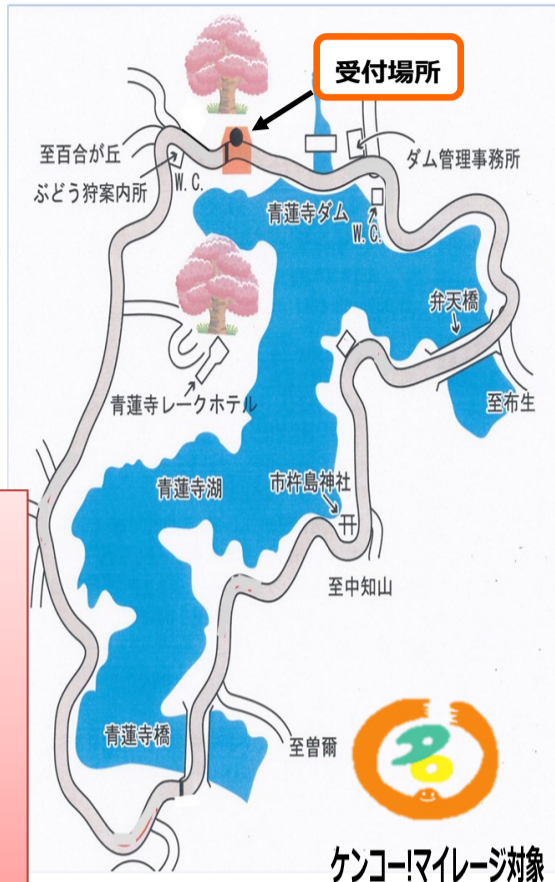 受付場所
至百合が丘
ぶどう狩案内所
W.C.
ダム管理事務所
青蓮寺ダム
W.C.
弁天橋
至布生
青蓮寺レークホテル
青蓮寺湖
市杵島神社
至中知山
青蓮寺橋
至曽爾
ケンコー!マイレージ対象